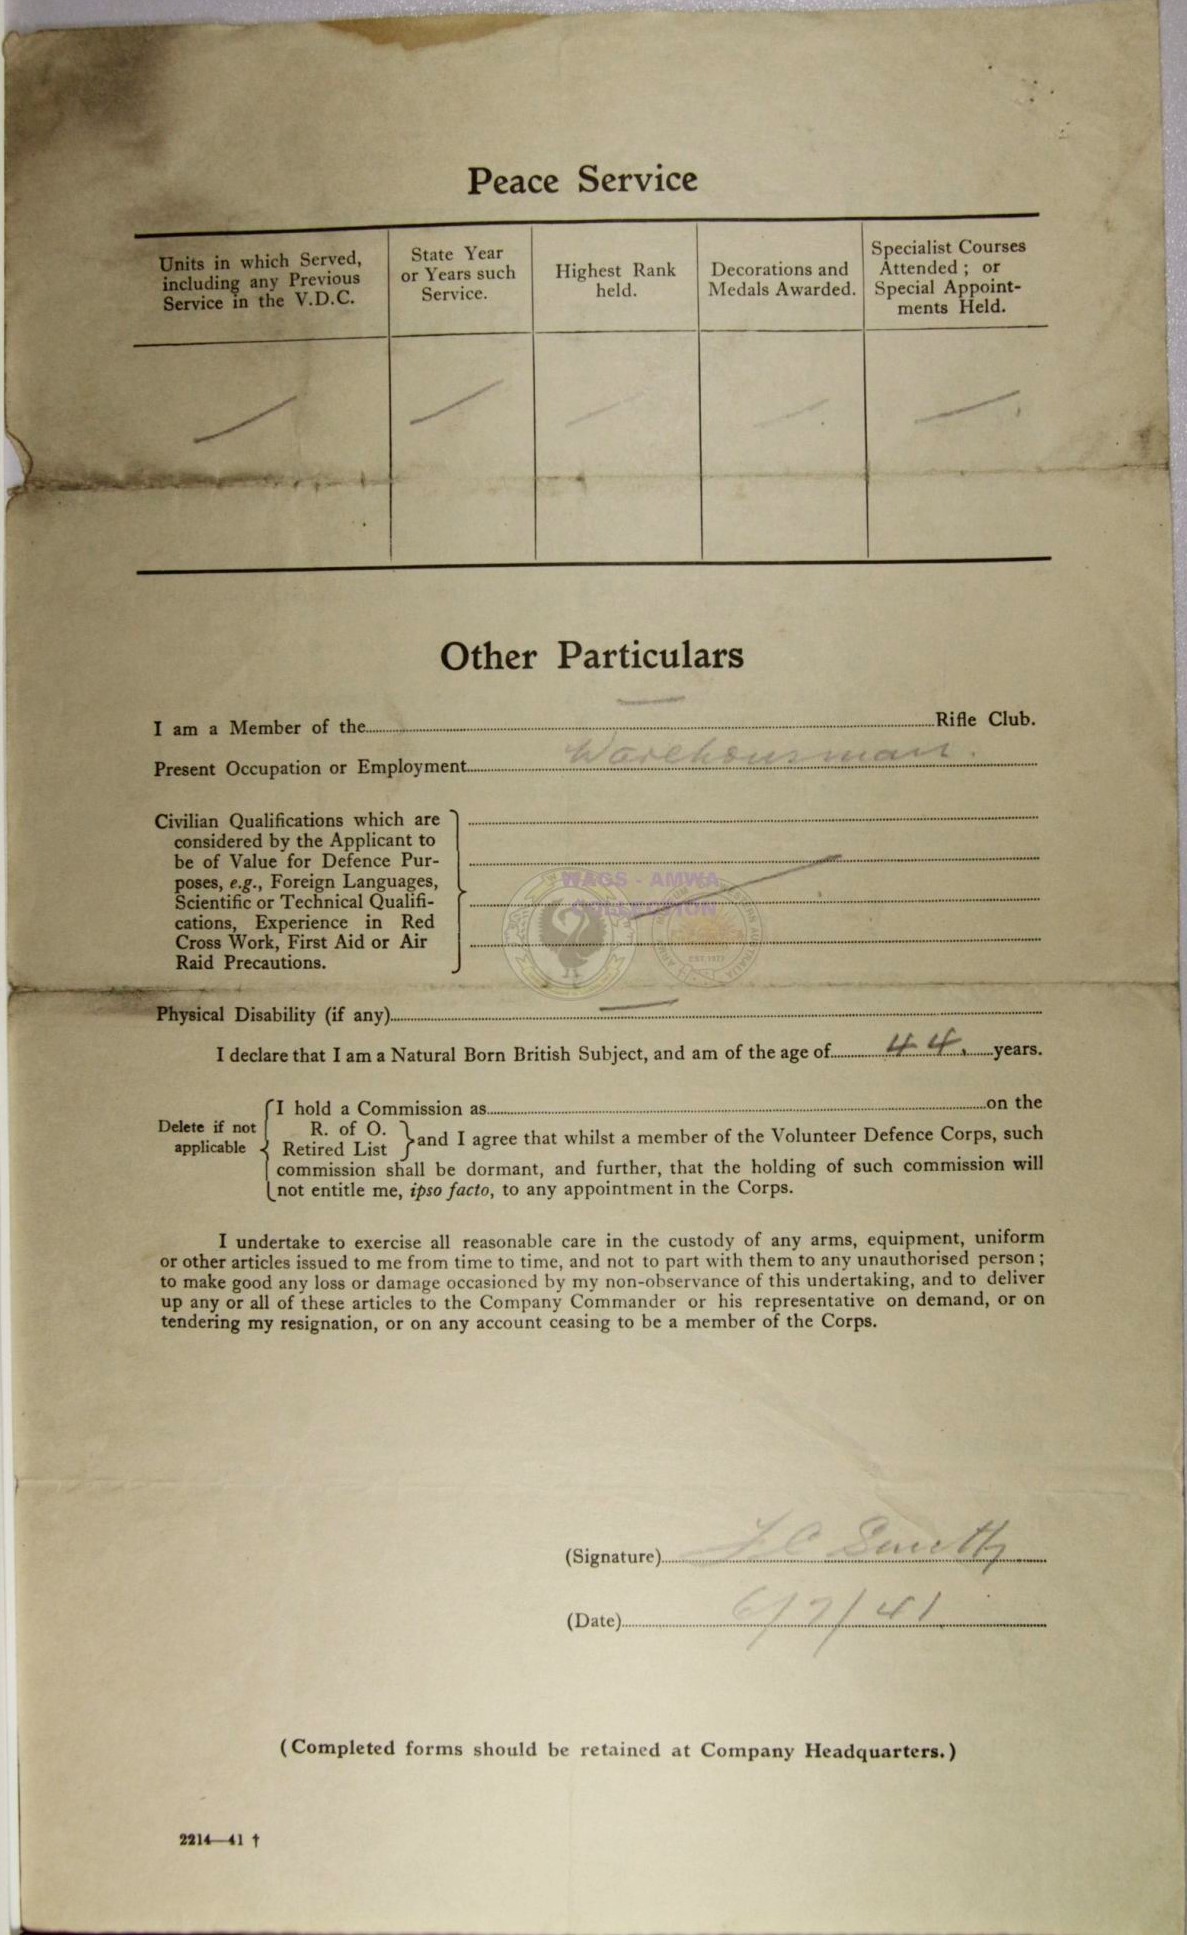 Peace Service
Units in which Served, including any Previous Service in the V.D.C.
State Year or Years such Service.
Highest Rank held.
Decorations and Medals Awarded.
Specialist Courses Attended ; or Special Appoint-ments Held.
Other Particulars
I am a Member of the Rifle Club.
Present Occupation or Employment Warehousman.
Civilian Qualifications which are
considered by the Applicant to
be of Value for Defence Pur-
poses, e.g., Foreign Languages,
Scientific or Technical Qualifi-
cations, Experience in Red
Cross Work, First Aid or Air
Raid Precautions.
WAGS - AMWA
COLLECTION
Physical Disability (if any)
I declare that I am a Natural Born British Subject, and am of the age of 44 years.
Delete if not
applicable
I hold a Commission as on the
R. of O.
Retired List
and I agree that whilst a member of the Volunteer Defence Corps, such
commission shall be dormant, and further, that the holding of such commission will
not entitle me, ipso facto, to any appointment in the Corps.
I undertake to exercise all reasonable care in the custody of any arms, equipment, uniform
or other articles issued to me from time to time, and not to part with them to any unauthorised person ;
to make good any loss or damage occasioned by my non-observance of this undertaking, and to deliver
up any or all of these articles to the Company Commander or his representative on demand, or on
tendering my resignation, or on any account ceasing to be a member of the Corps.
(Signature)
(Date) 6/7/41
(Completed forms should be retained at Company Headquarters.)
2214—41 †